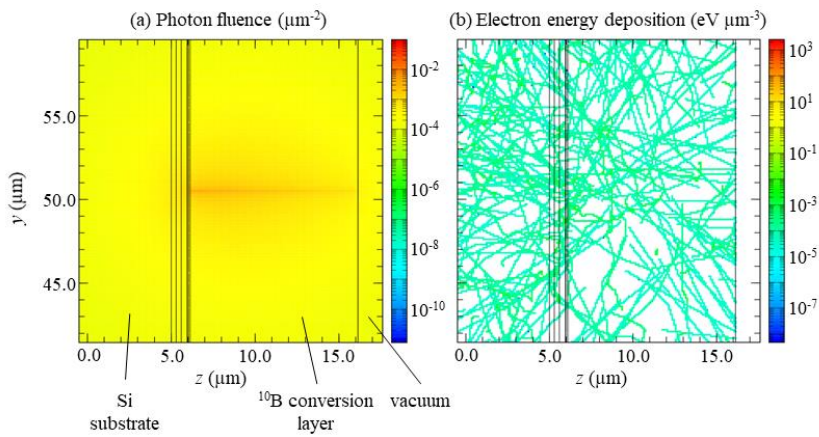 (a) Photon fluence (µm⁻²)
(b) Electron energy deposition (eV µm⁻³)
y (µm)
55.0
50.0
45.0
0.0 5.0 10.0 15.0
z (µm)
10⁻²
10⁻⁴
10⁻⁶
10⁻⁸
10⁻¹⁰
0.0 5.0 10.0 15.0
z (µm)
10³
10¹
10⁻¹
10⁻³
10⁻⁵
10⁻⁷
Si
substrate
¹⁰B conversion
layer
vacuum